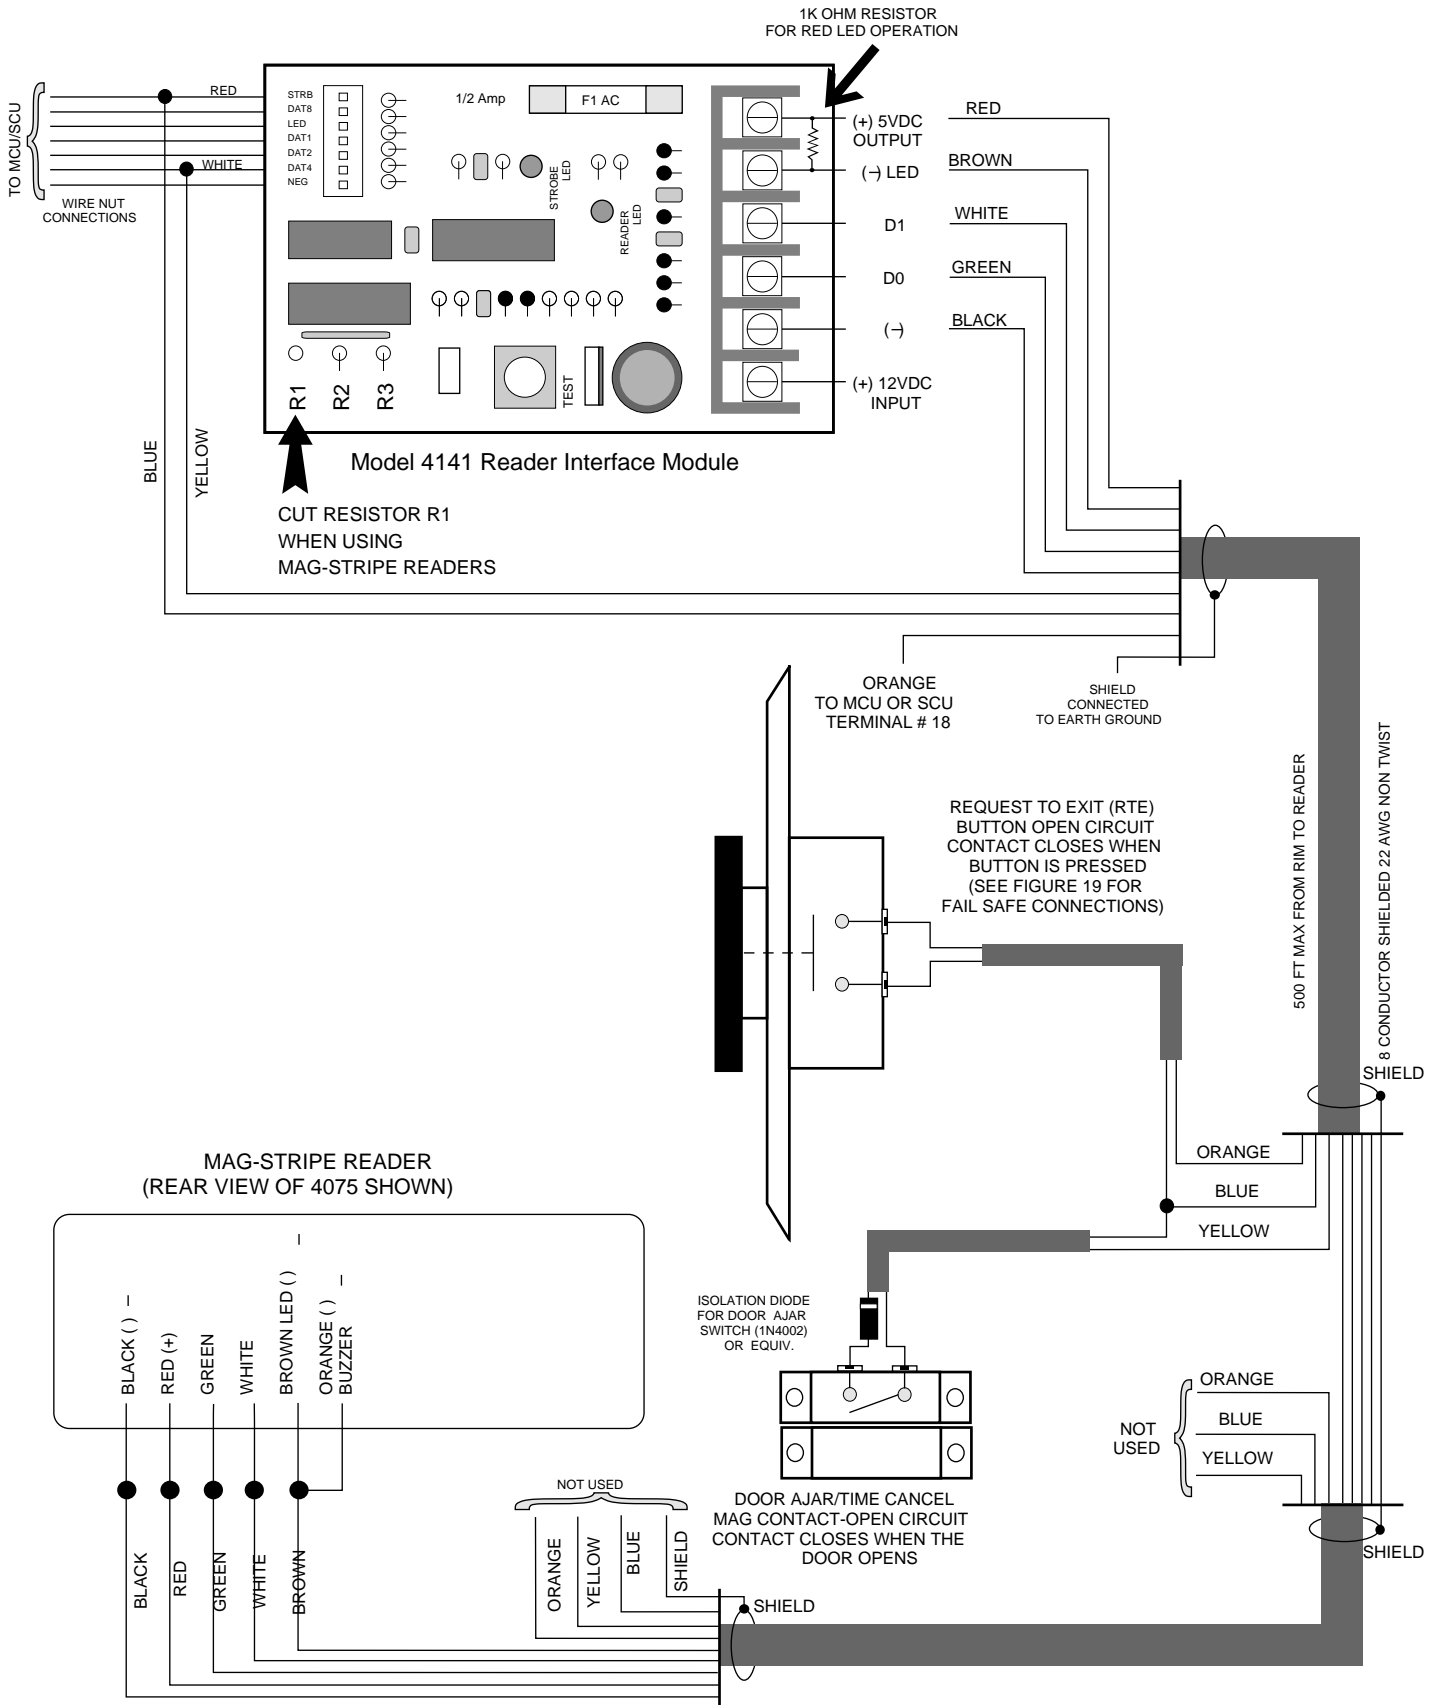 1K OHM RESISTOR
FOR RED LED OPERATION
TO MCU/SCU
RED
WHITE
WIRE NUT
CONNECTIONS
STRB
DAT8
LED
DAT1
DAT2
DAT4
NEG
1/2 Amp
F1 AC
STROBE
LED
READER
LED
R1
R2
R3
TEST
(+) 5VDC
OUTPUT
(–) LED
D1
D0
(–)
(+) 12VDC
INPUT
RED
BROWN
WHITE
GREEN
BLACK
BLUE
YELLOW
Model 4141 Reader Interface Module
CUT RESISTOR R1
WHEN USING
MAG-STRIPE READERS
ORANGE
TO MCU OR SCU
TERMINAL # 18
SHIELD
CONNECTED
TO EARTH GROUND
500 FT MAX FROM RIM TO READER
8 CONDUCTOR SHIELDED 22 AWG NON TWIST
REQUEST TO EXIT (RTE)
BUTTON OPEN CIRCUIT
CONTACT CLOSES WHEN
BUTTON IS PRESSED
(SEE FIGURE 19 FOR
FAIL SAFE CONNECTIONS)
SHIELD
ORANGE
BLUE
YELLOW
MAG-STRIPE READER
(REAR VIEW OF 4075 SHOWN)
BLACK ( ) –
RED (+)
GREEN
WHITE
BROWN LED ( ) –
ORANGE ( ) –
BUZZER
ISOLATION DIODE
FOR DOOR AJAR
SWITCH (1N4002)
OR EQUIV.
ORANGE
BLUE
YELLOW
NOT
USED
DOOR AJAR/TIME CANCEL
MAG CONTACT-OPEN CIRCUIT
CONTACT CLOSES WHEN THE
DOOR OPENS
NOT USED
ORANGE
YELLOW
BLUE
SHIELD
SHIELD
BLACK
RED
GREEN
WHITE
BROWN
SHIELD